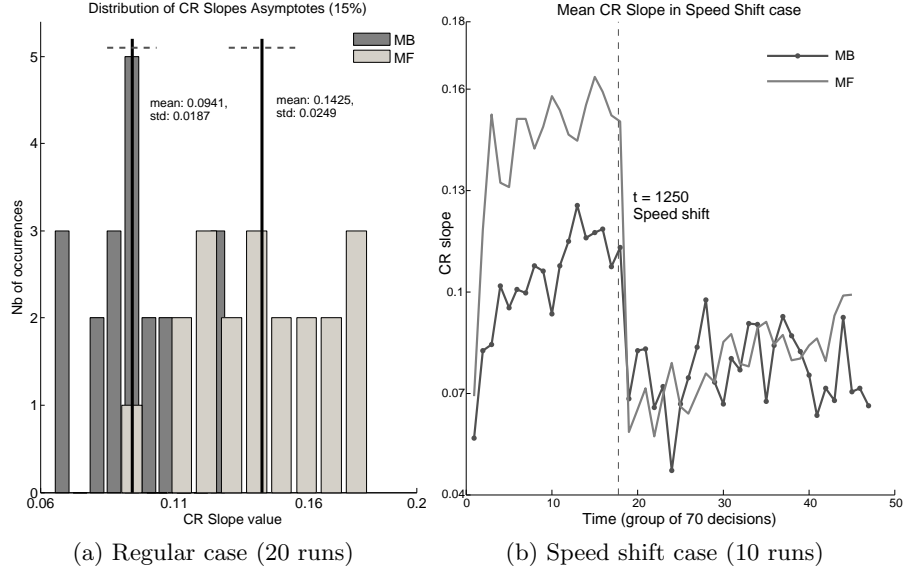 Distribution of CR Slopes Asymptotes (15%)
MB
MF
mean: 0.0941,
std: 0.0187
mean: 0.1425,
std: 0.0249
Nb of occurrences
5
4
3
2
1
0
0.06
0.11
0.16
0.2
CR Slope value
(a) Regular case (20 runs)
Mean CR Slope in Speed Shift case
MB
MF
t = 1250
Speed shift
CR slope
0.18
0.16
0.13
0.1
0.07
0.04
0
10
20
30
40
50
Time (group of 70 decisions)
(b) Speed shift case (10 runs)